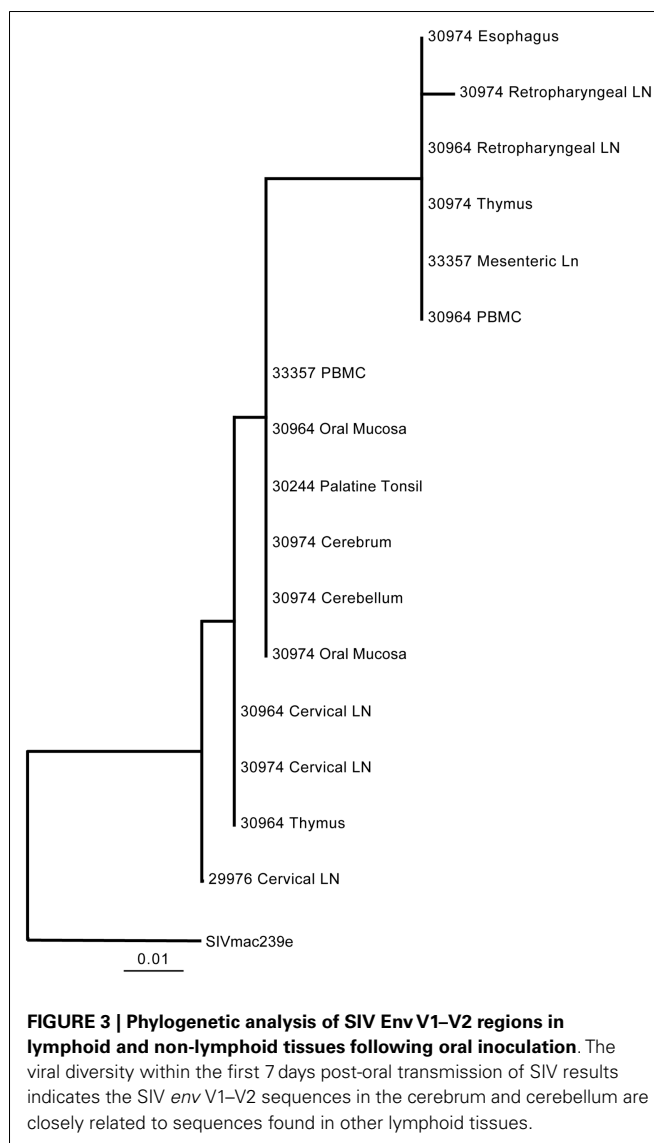 30974 Esophagus
30974 Retropharyngeal LN
30964 Retropharyngeal LN
30974 Thymus
33357 Mesenteric Ln
30964 PBMC
33357 PBMC
30964 Oral Mucosa
30244 Palatine Tonsil
30974 Cerebrum
30974 Cerebellum
30974 Oral Mucosa
30964 Cervical LN
30974 Cervical LN
30964 Thymus
29976 Cervical LN
SIVmac239e
0.01
FIGURE 3 | Phylogenetic analysis of SIV Env V1–V2 regions in
lymphoid and non-lymphoid tissues following oral inoculation. The
viral diversity within the first 7 days post-oral transmission of SIV results
indicates the SIV env V1–V2 sequences in the cerebrum and cerebellum are
closely related to sequences found in other lymphoid tissues.